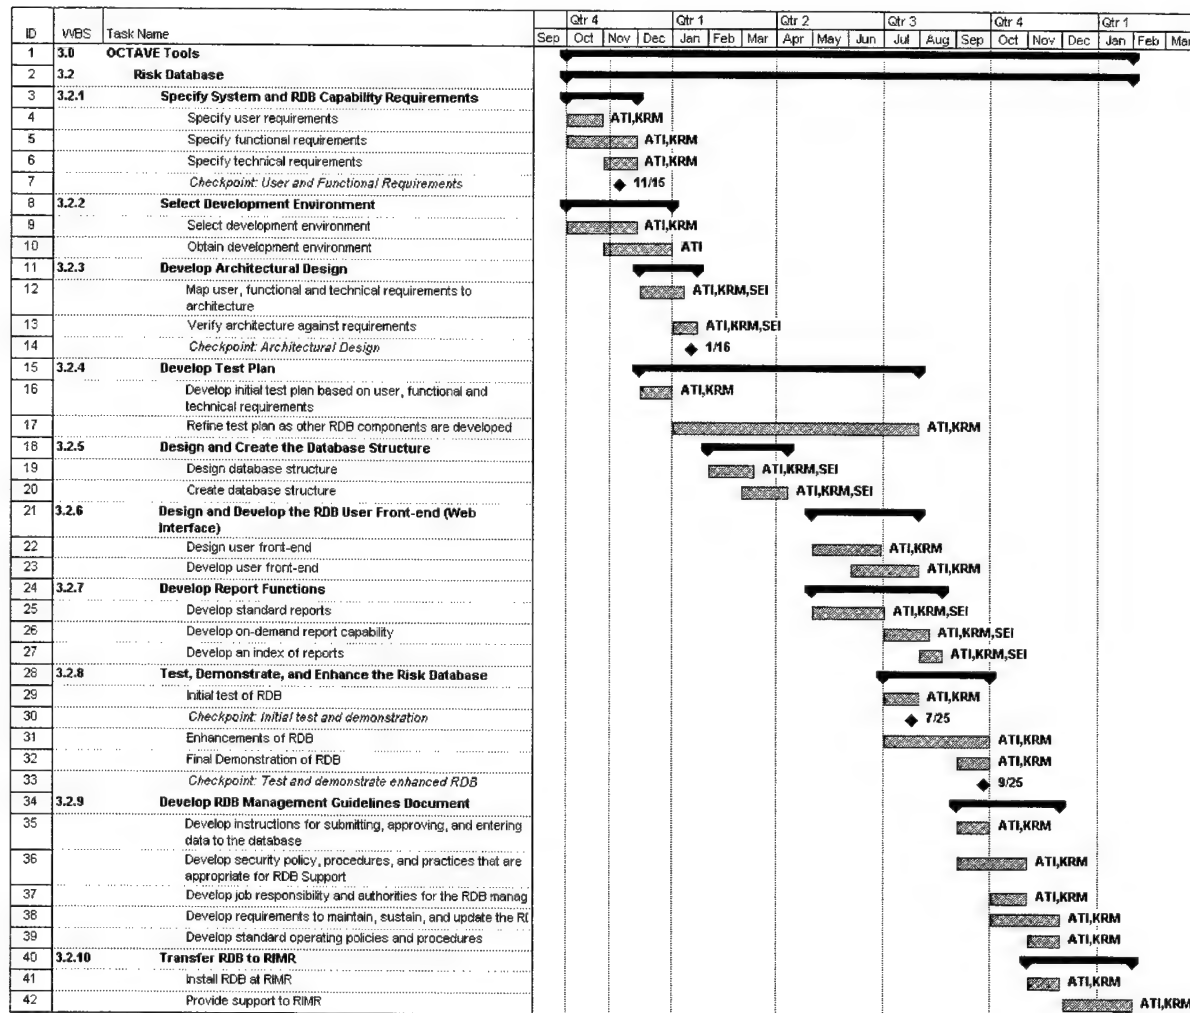 Qtr 4 Qtr 1 Qtr 2 Qtr 3 Qtr 4 Qtr 1
ID WBS Task Name Sep Oct Nov Dec Jan Feb Mar Apr May Jun Jul Aug Sep Oct Nov Dec Jan Feb Mar
1 3.0 OCTAVE Tools
2 3.2 Risk Database
3 3.2.1 Specify System and RDB Capability Requirements
4 Specify user requirements ATI,KRM
5 Specify functional requirements ATI,KRM
6 Specify technical requirements ATI,KRM
7 Checkpoint: User and Functional Requirements 11/15
8 3.2.2 Select Development Environment
9 Select development environment ATI,KRM
10 Obtain development environment ATI
11 3.2.3 Develop Architectural Design
12 Map user, functional and technical requirements to ATI,KRM,SEI
architecture
13 Verify architecture against requirements ATI,KRM,SEI
14 Checkpoint: Architectural Design 1/16
15 3.2.4 Develop Test Plan
16 Develop initial test plan based on user, functional and ATI,KRM
technical requirements
17 Refine test plan as other RDB components are developed ATI,KRM
18 3.2.5 Design and Create the Database Structure
19 Design database structure ATI,KRM,SEI
20 Create database structure ATI,KRM,SEI
21 3.2.6 Design and Develop the RDB User Front-end (Web
Interface)
22 Design user front-end ATI,KRM
23 Develop user front-end ATI,KRM
24 3.2.7 Develop Report Functions
25 Develop standard reports ATI,KRM,SEI
26 Develop on-demand report capability ATI,KRM,SEI
27 Develop an index of reports ATI,KRM,SEI
28 3.2.8 Test, Demonstrate, and Enhance the Risk Database
29 Initial test of RDB ATI,KRM
30 Checkpoint: Initial test and demonstration 7/25
31 Enhancements of RDB ATI,KRM
32 Final Demonstration of RDB ATI,KRM
33 Checkpoint: Test and demonstrate enhanced RDB 9/25
34 3.2.9 Develop RDB Management Guidelines Document
35 Develop instructions for submitting, approving, and entering ATI,KRM
data to the database
36 Develop security policy, procedures, and practices that are ATI,KRM
appropriate for RDB Support
37 Develop job responsibility and authorities for the RDB manag ATI,KRM
38 Develop requirements to maintain, sustain, and update the RD ATI,KRM
39 Develop standard operating policies and procedures ATI,KRM
40 3.2.10 Transfer RDB to RIMR
41 Install RDB at RIMR ATI,KRM
42 Provide support to RIMR ATI,KRM